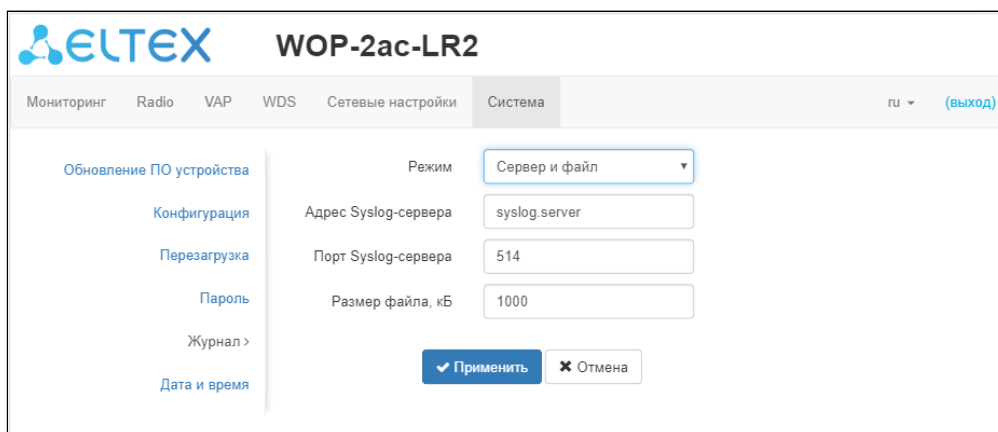 ELTEX WOP-2ac-LR2
Мониторинг Radio VAP WDS Сетевые настройки Система ru (выход)
Обновление ПО устройства
Конфигурация
Перезагрузка
Пароль
Журнал >
Дата и время
Режим Сервер и файл
Адрес Syslog-сервера syslog.server
Порт Syslog-сервера 514
Размер файла, кБ 1000
Применить Отмена